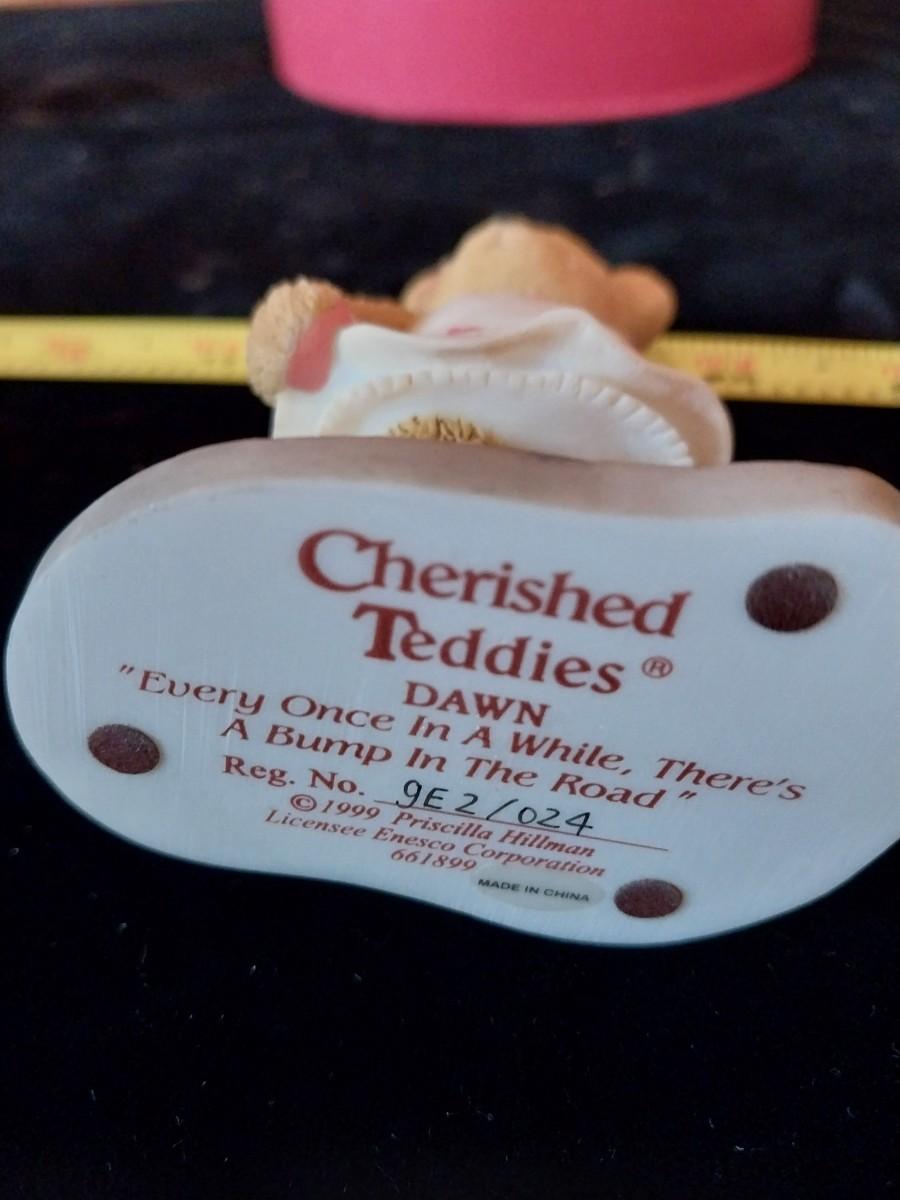 Cherished
Teddies ®
DAWN
"Every Once In A While, There's
A Bump In The Road"
Reg. No. 9E2/024
©1999 Priscilla Hillman
Licensee Enesco Corporation
661899
MADE IN CHINA